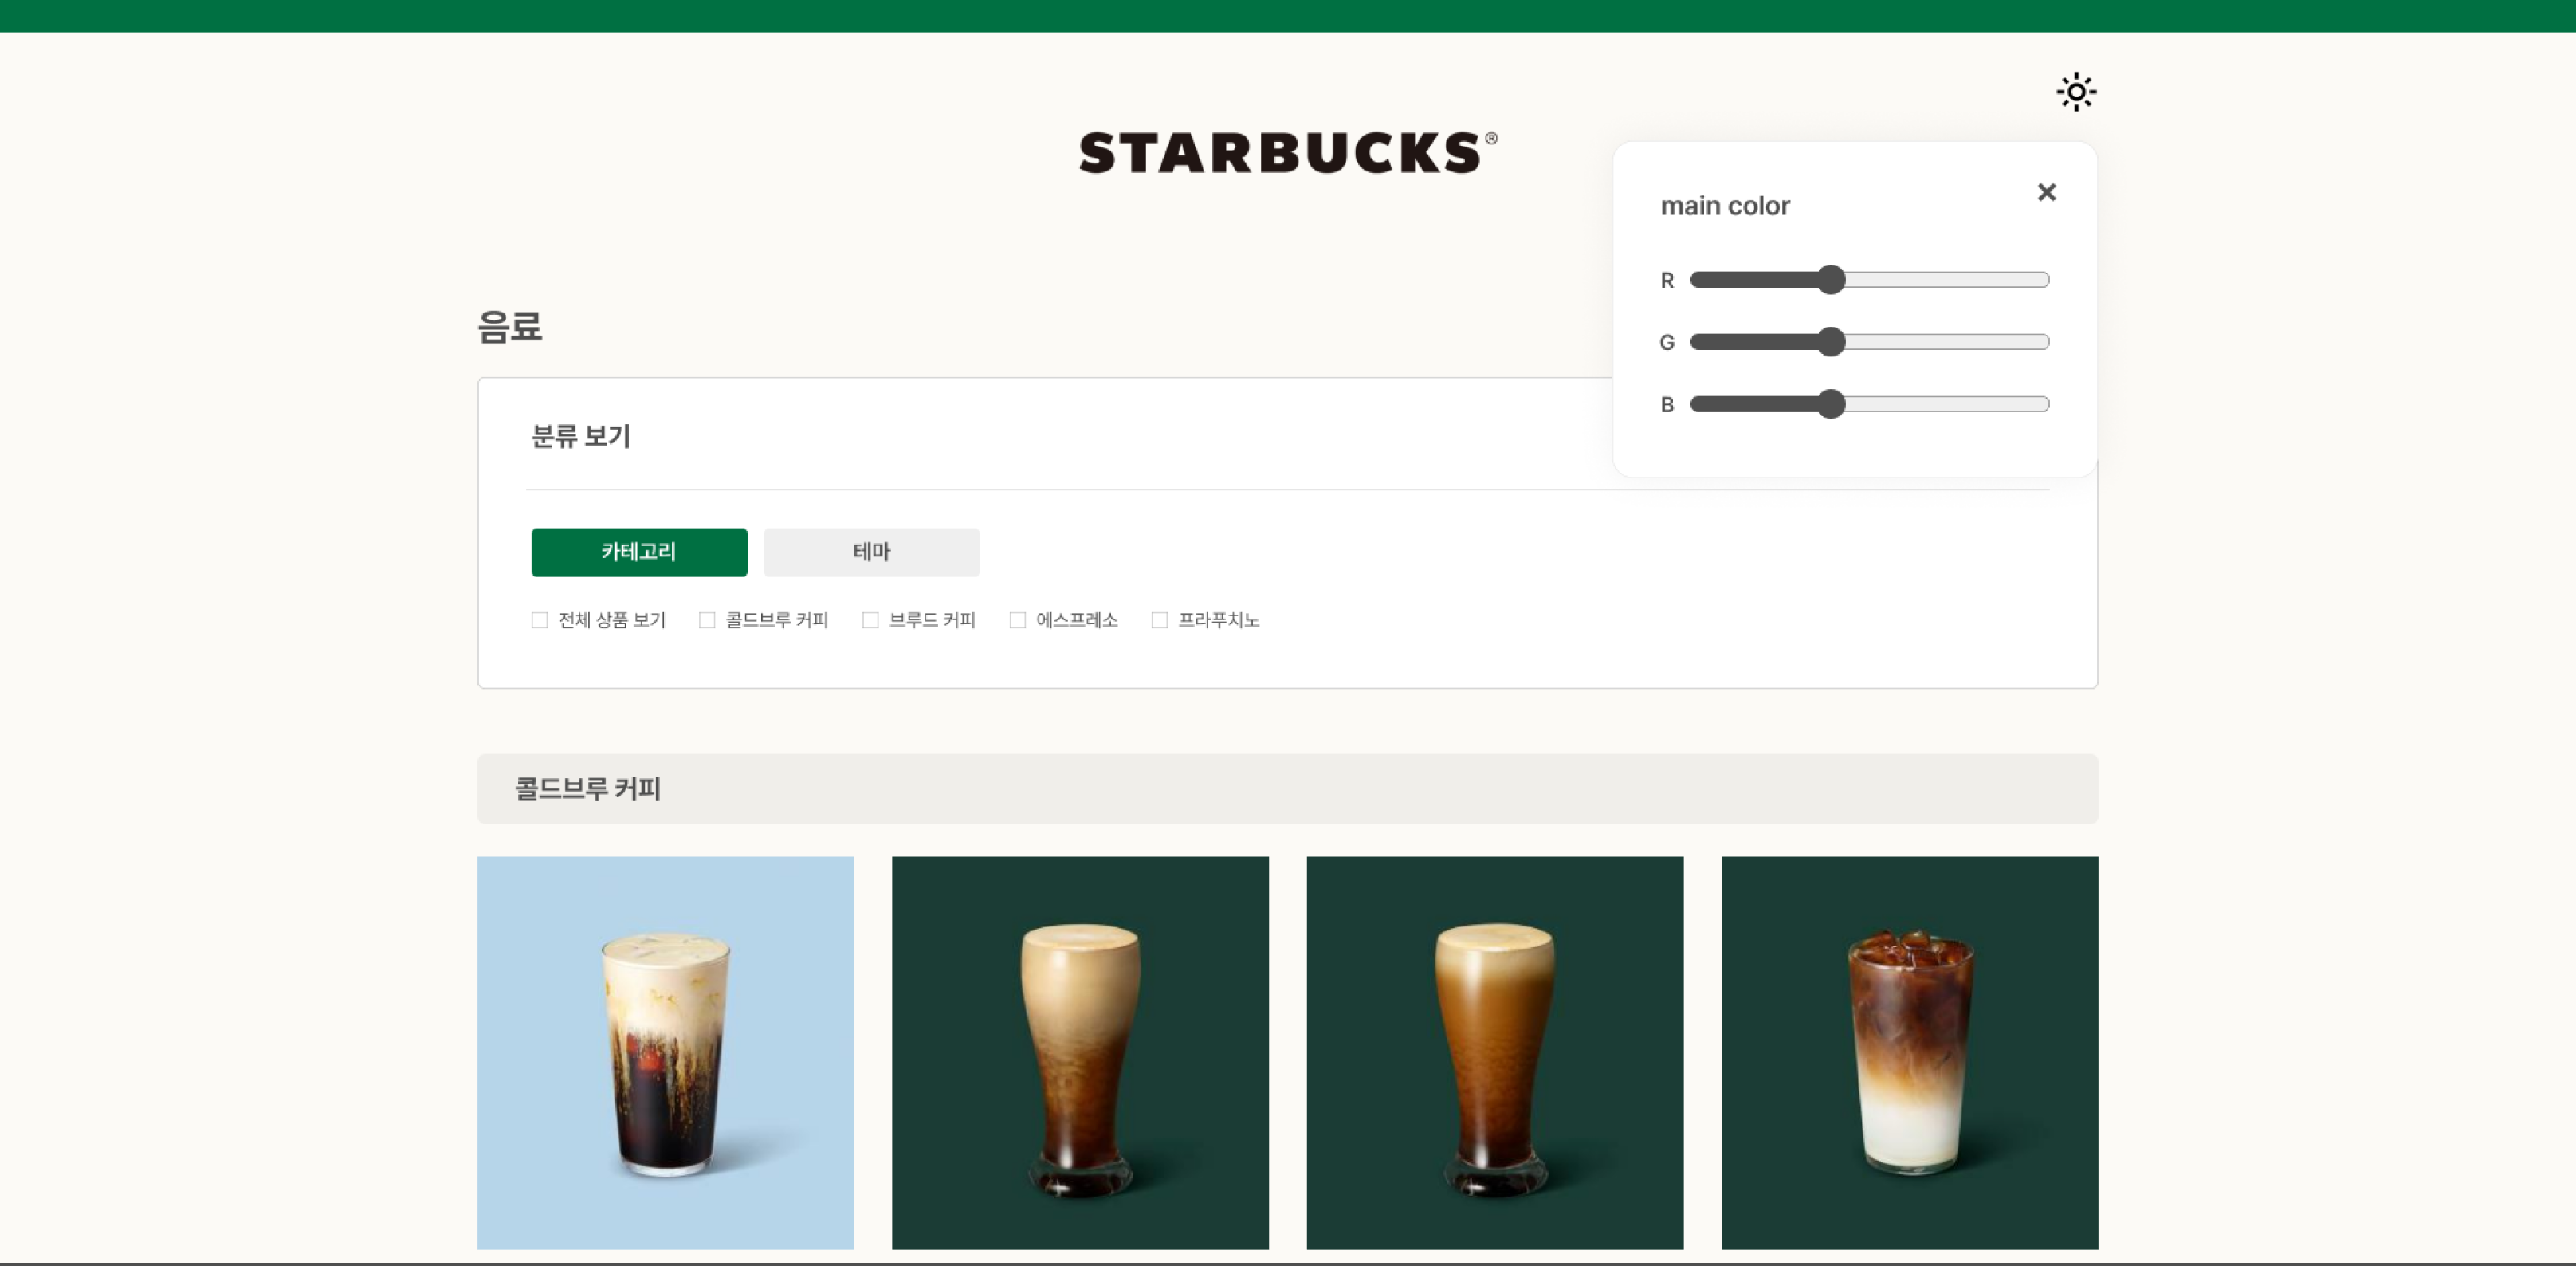 STARBUCKS®
main color
×
R
G
B
음료
분류 보기
카테고리 테마
전체 상품 보기 콜드브루 커피 브루드 커피 에스프레소 프라푸치노
콜드브루 커피